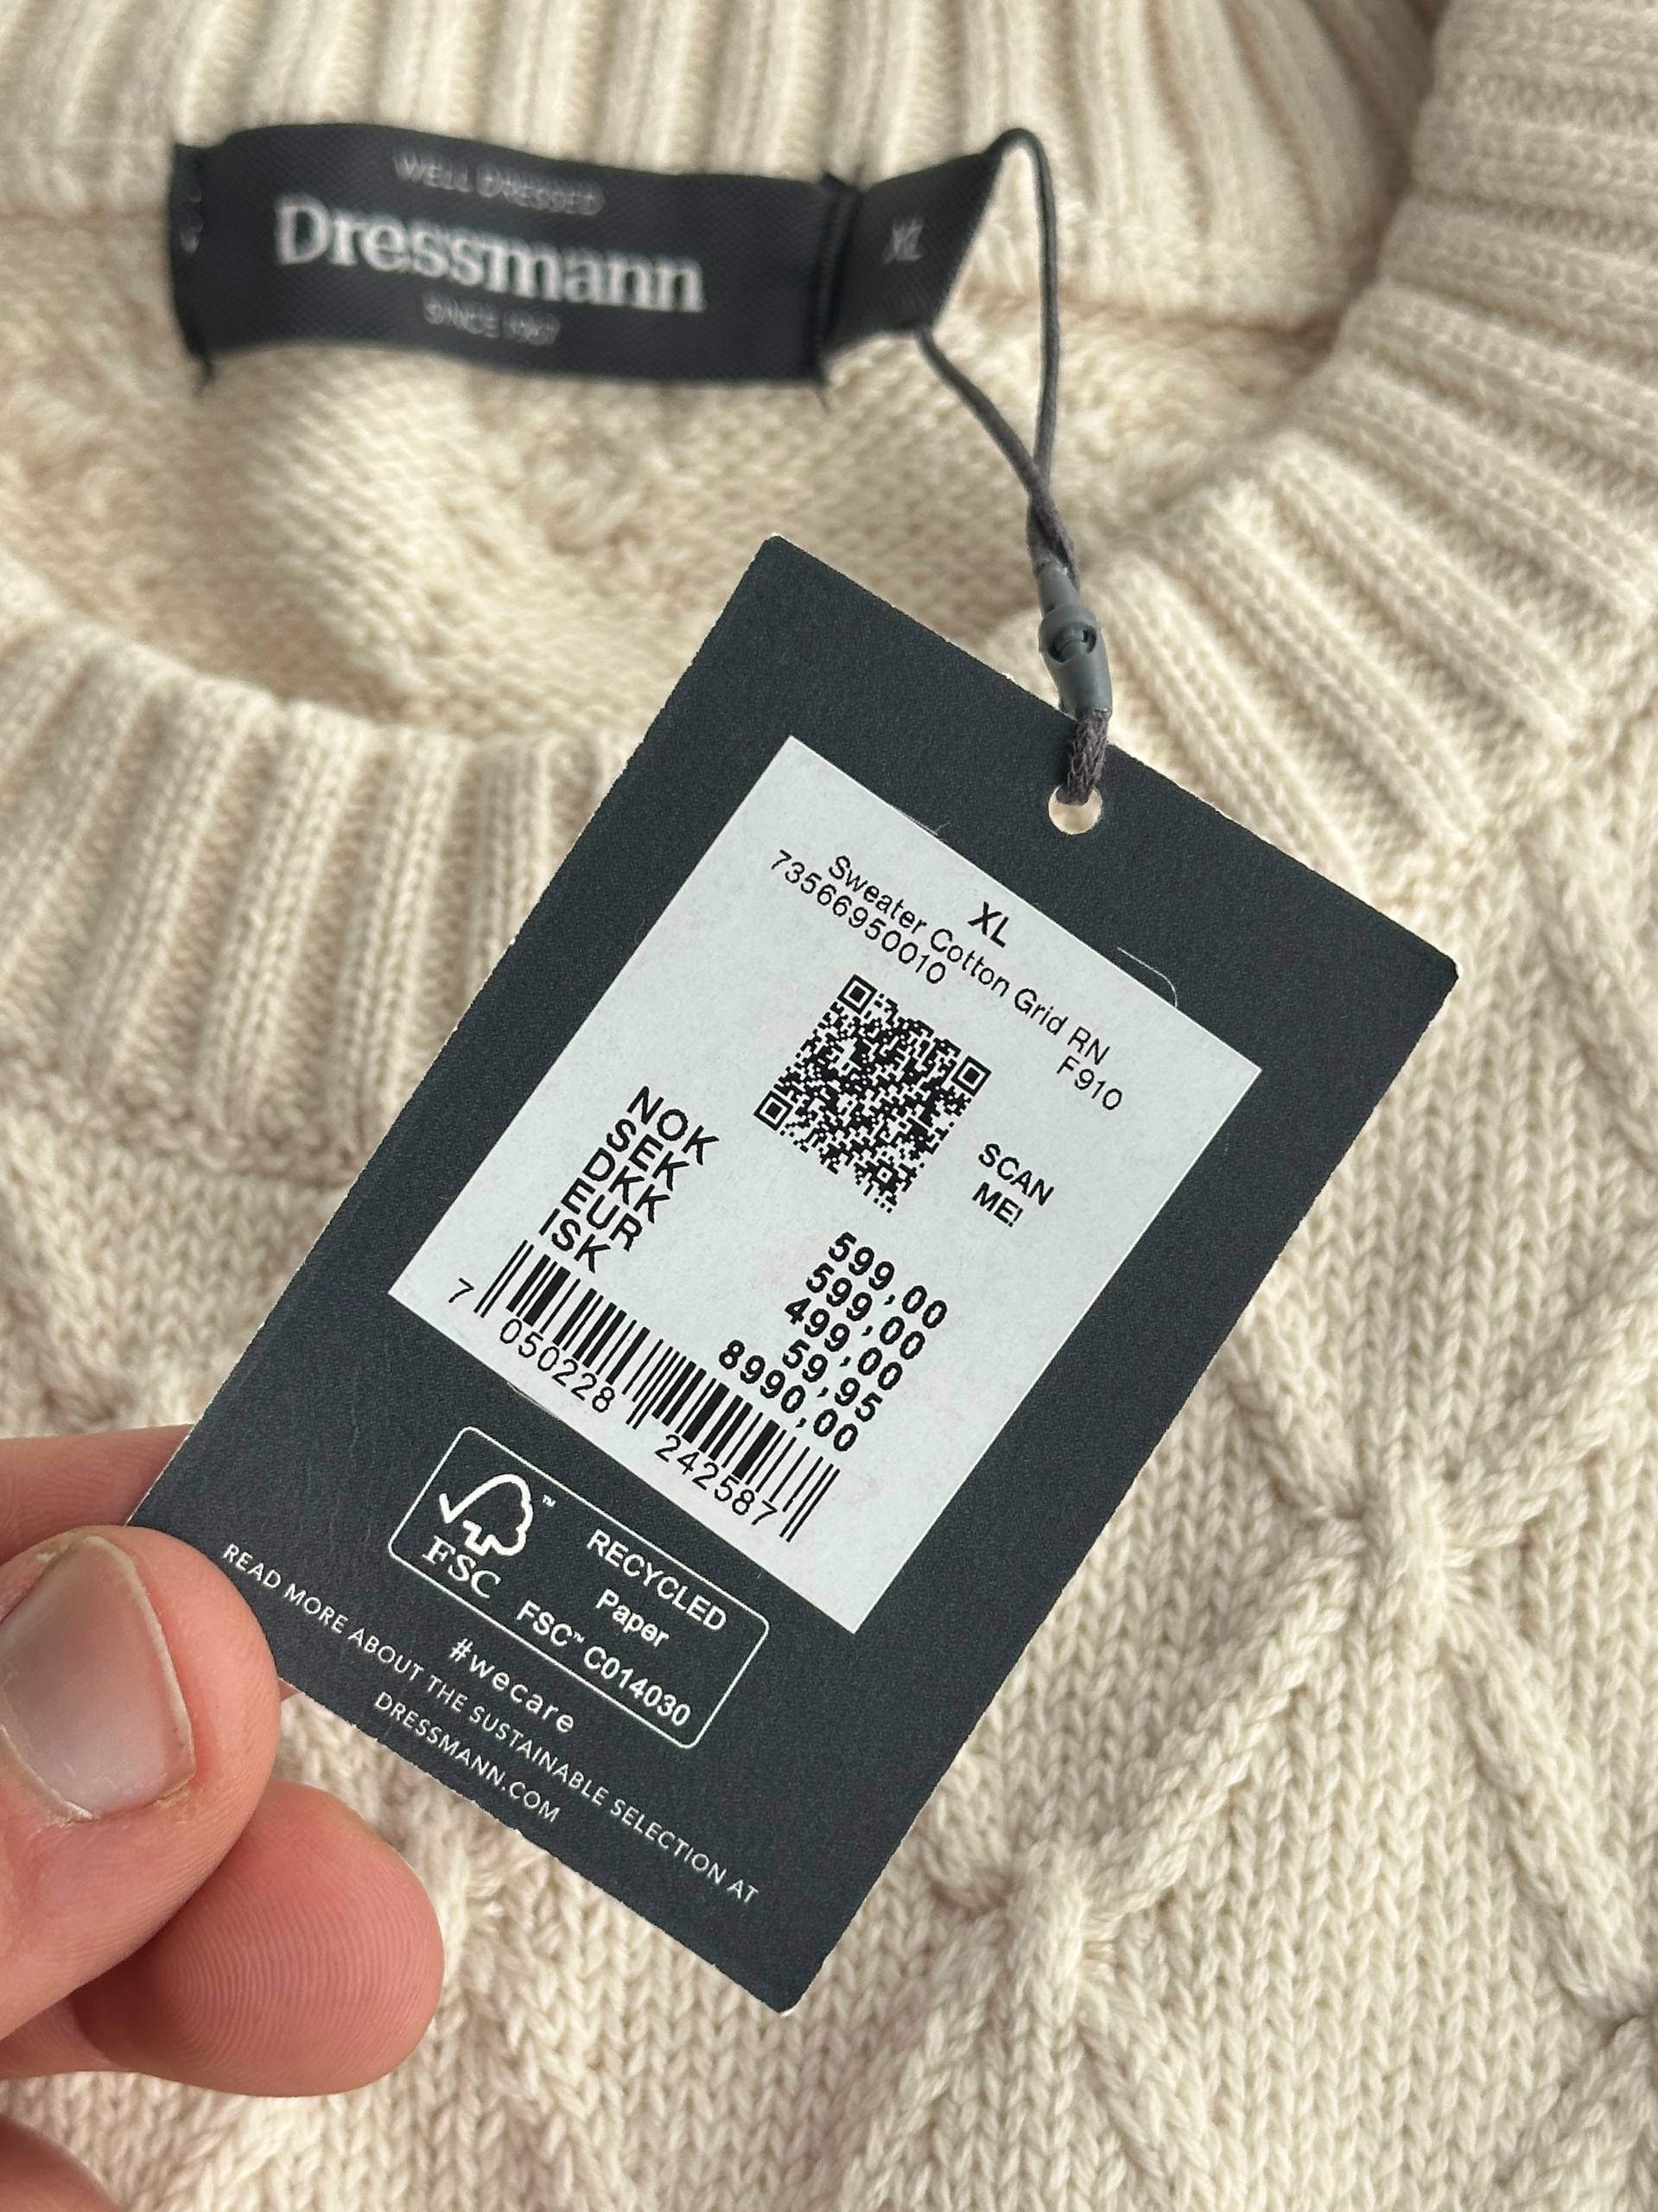 WELL DRESSED
Dressmann
SINCE 1967
XL
XL
Sweater Cotton Grid RN
73566950010 F910
SCAN
ME!
NOK 599,00
SEK 599,00
DKK 499,00
EUR 59,95
ISK 8990,00
7 050228 242587
FSC™
RECYCLED
Paper
FSC™ C014030
#wecare
READ MORE ABOUT THE SUSTAINABLE SELECTION AT
DRESSMANN.COM